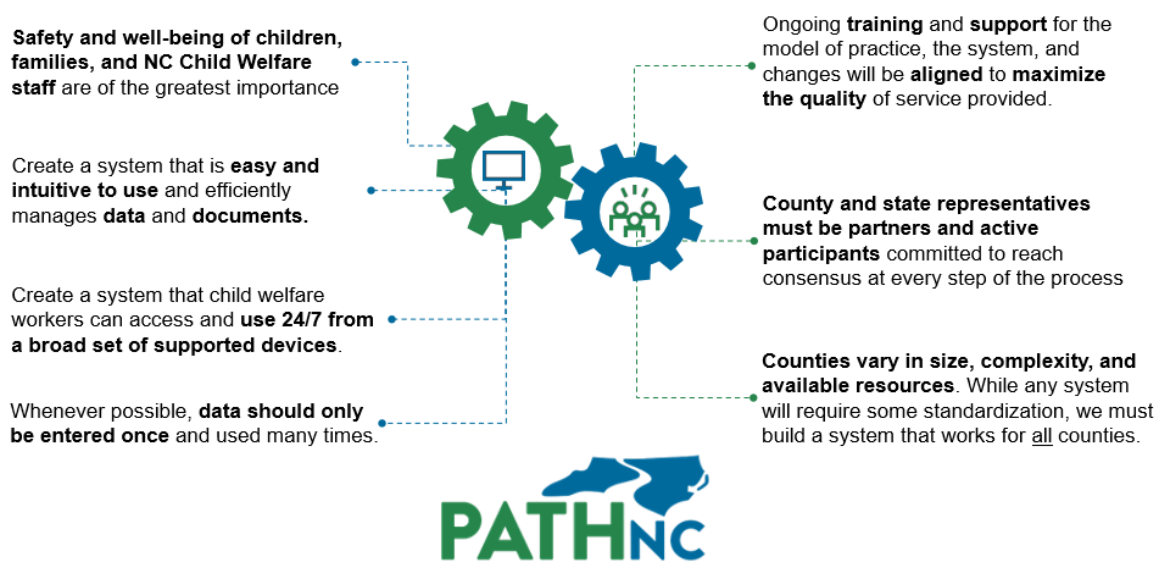 Safety and well-being of children,
families, and NC Child Welfare
staff are of the greatest importance
Create a system that is easy and
intuitive to use and efficiently
manages data and documents.
Create a system that child welfare
workers can access and use 24/7 from
a broad set of supported devices.
Whenever possible, data should only
be entered once and used many times.
Ongoing training and support for the
model of practice, the system, and
changes will be aligned to maximize
the quality of service provided.
County and state representatives
must be partners and active
participants committed to reach
consensus at every step of the process
Counties vary in size, complexity, and
available resources. While any system
will require some standardization, we must
build a system that works for all counties.
PATHNC